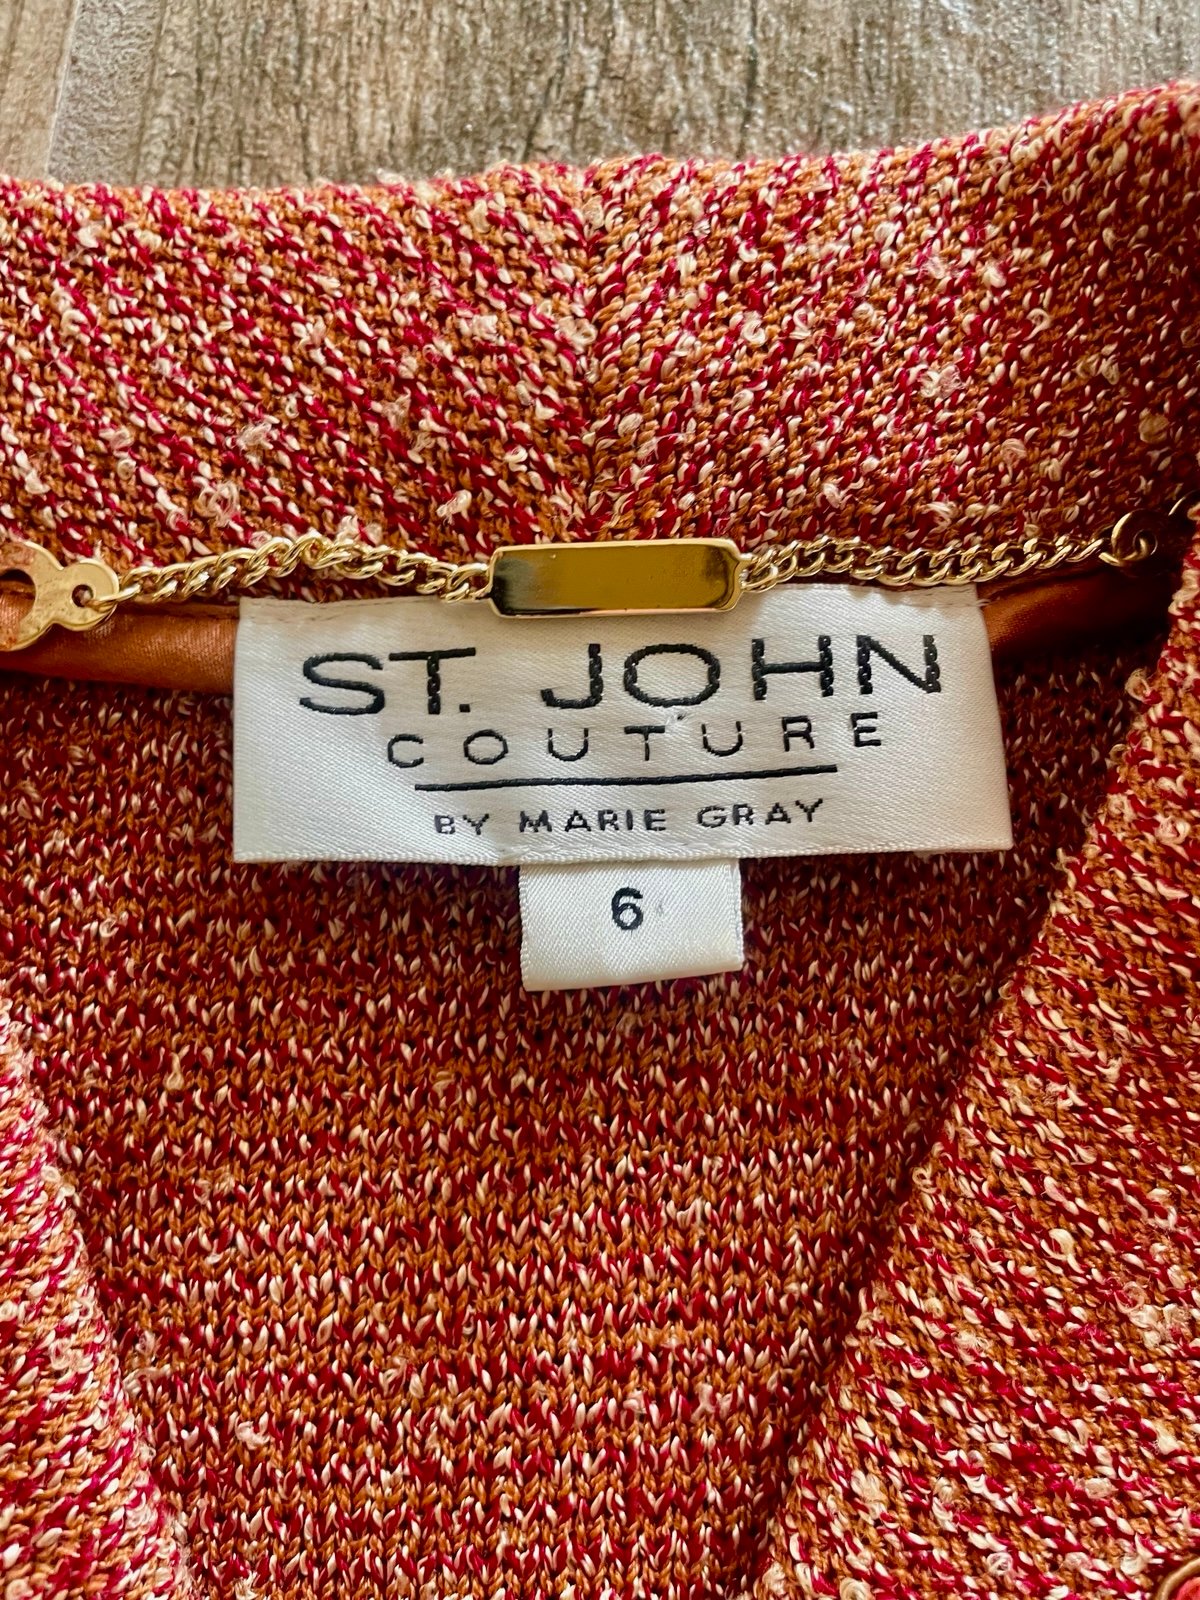 ST. JOHN
COUTURE
BY MARIE GRAY
6